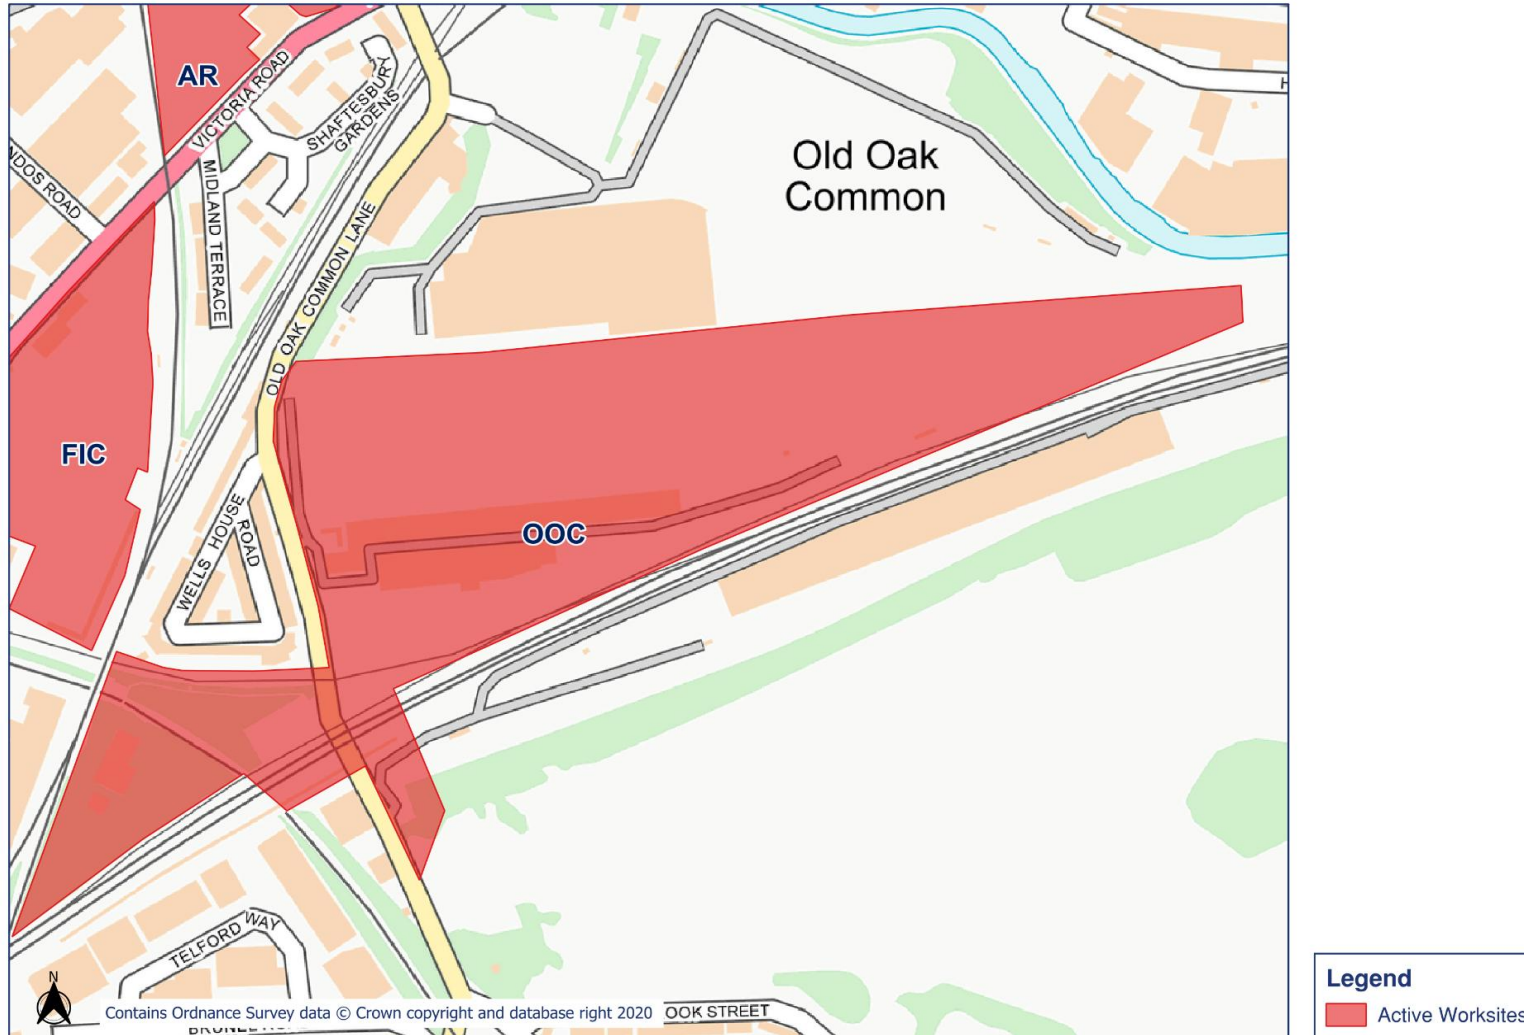 AR
VICTORIA ROAD
SHAFTESBURY
GARDENS
NDOS ROAD
MIDLAND TERRACE
Old Oak
Common
H
OLD OAK COMMON LANE
FIC
WELLS HOUSE
ROAD
OOC
TELFORD WAY
N
Contains Ordnance Survey data © Crown copyright and database right 2020
OOK STREET
Legend
Active Worksites